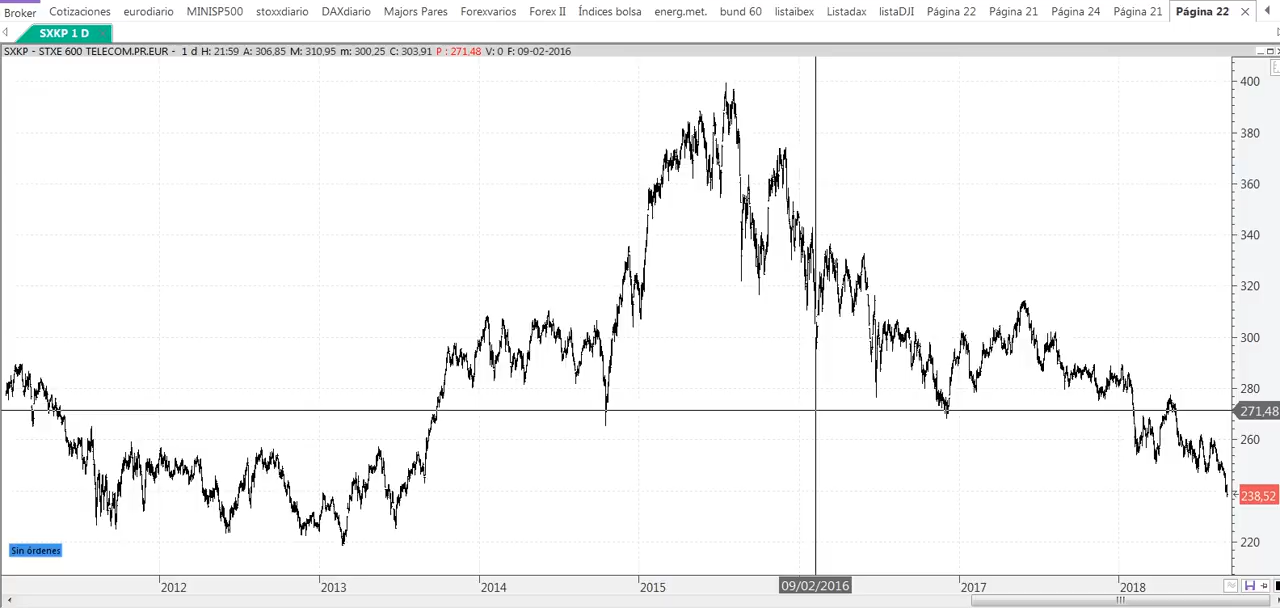 Broker Cotizaciones eurodiario MINISP500 stoxxdiario DAXdiario Majors Pares Forexvarios Forex II Índices bolsa energ.met. burd 60 listaibex Listadax listaDJI Página 22 Página 21 Página 24 Página 21 Página 22
SXKP 1 D
SXKP - STXE 600 TELECOM.PR.EUR - 1 d H: 21:59 A: 306,85 M: 310,95 m: 300,25 C: 303,91 P : 271,48 V: 0 F: 09-02-2016
400
380
360
340
320
300
280
271,48
260
238,52
220
Sin órdenes
2012 2013 2014 2015 09/02/2016 2017 2018